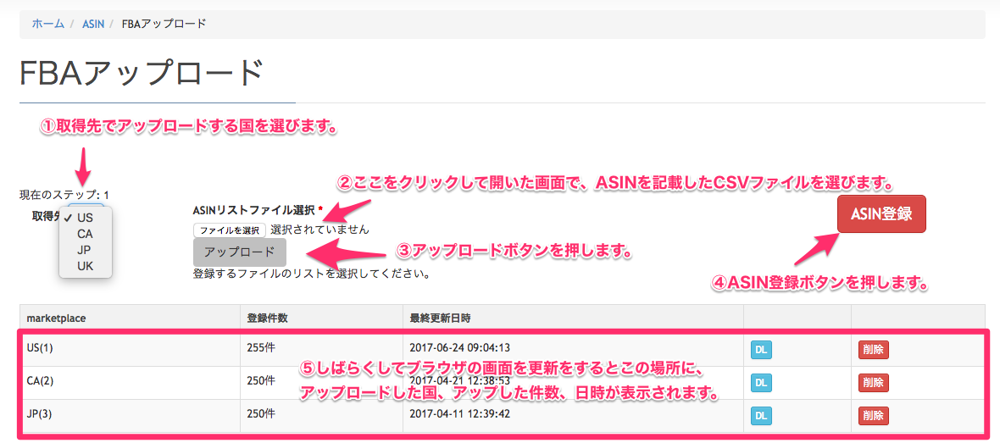 ホーム / ASIN / FBAアップロード
FBAアップロード
①取得先でアップロードする国を選びます。
②ここをクリックして開いた画面で、ASINを記載したCSVファイルを選びます。
現在のステップ: 1
取得先
✓ US
CA
JP
UK
ASINリストファイル選択 *
ファイルを選択 選択されていません
アップロード
登録するファイルのリストを選択してください。
③アップロードボタンを押します。
ASIN登録
④ASIN登録ボタンを押します。
marketplace 登録件数 最終更新日時
US(1) 255件 2017-06-24 09:04:13 DL 削除
⑤しばらくしてブラウザの画面を更新をするとこの場所に、
CA(2) 250件 2017-04-21 12:38:53 DL 削除
アップロードした国、アップした件数、日時が表示されます。
JP(3) 250件 2017-04-11 12:39:42 DL 削除